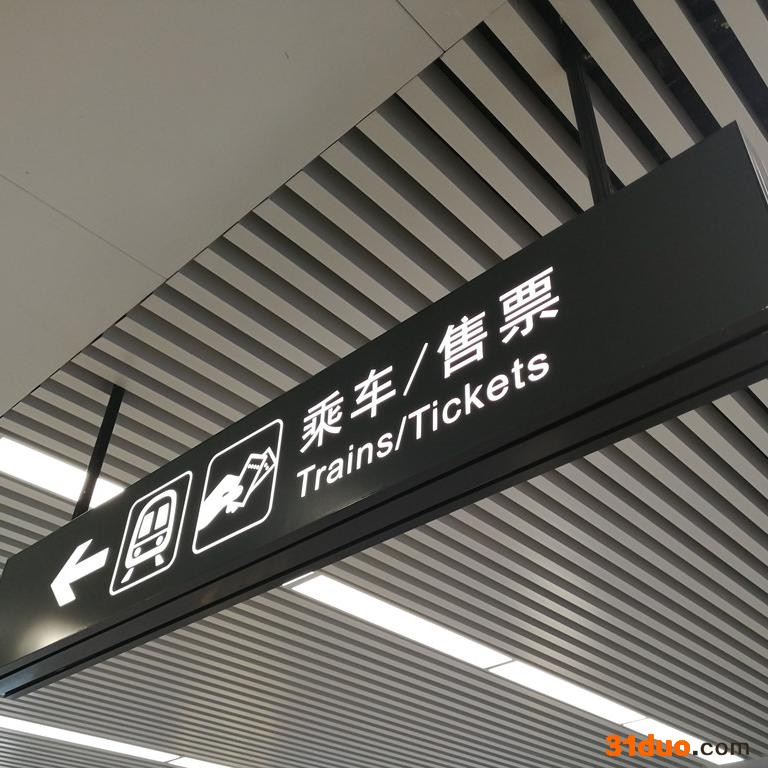 乘车/售票
Trains/Tickets
31duo.com